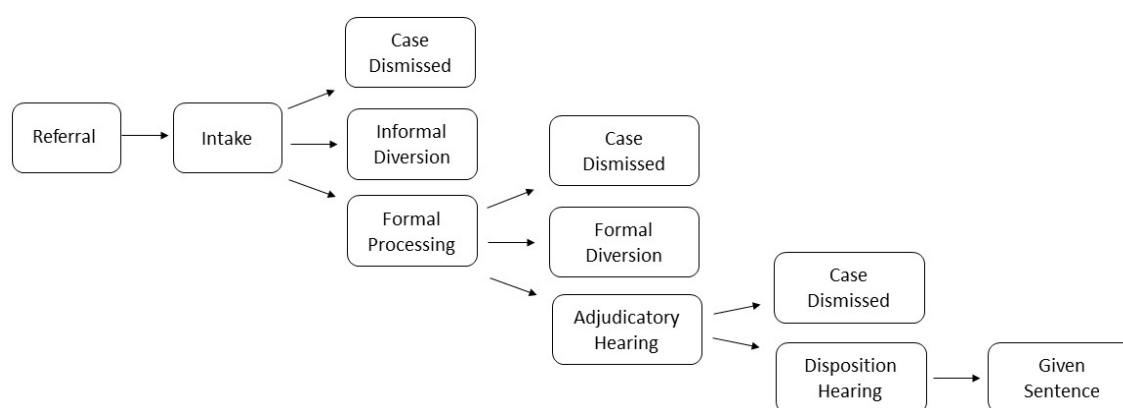 Referral
Intake
Case
Dismissed
Informal
Diversion
Formal
Processing
Case
Dismissed
Formal
Diversion
Adjudicatory
Hearing
Case
Dismissed
Disposition
Hearing
Given
Sentence